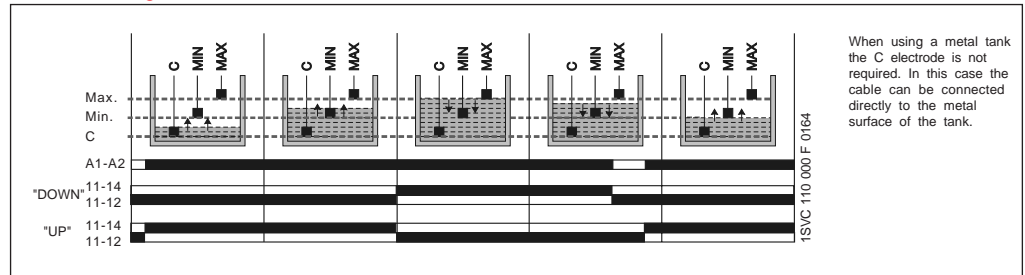 C MIN MAX C MIN MAX C MIN MAX C MIN MAX C MIN MAX
Max.
Min.
C
A1-A2
"DOWN" 11-14
11-12
"UP" 11-14
11-12
1SVC 110 000 F 0164
When using a metal tank
the C electrode is not
required. In this case the
cable can be connected
directly to the metal
surface of the tank.